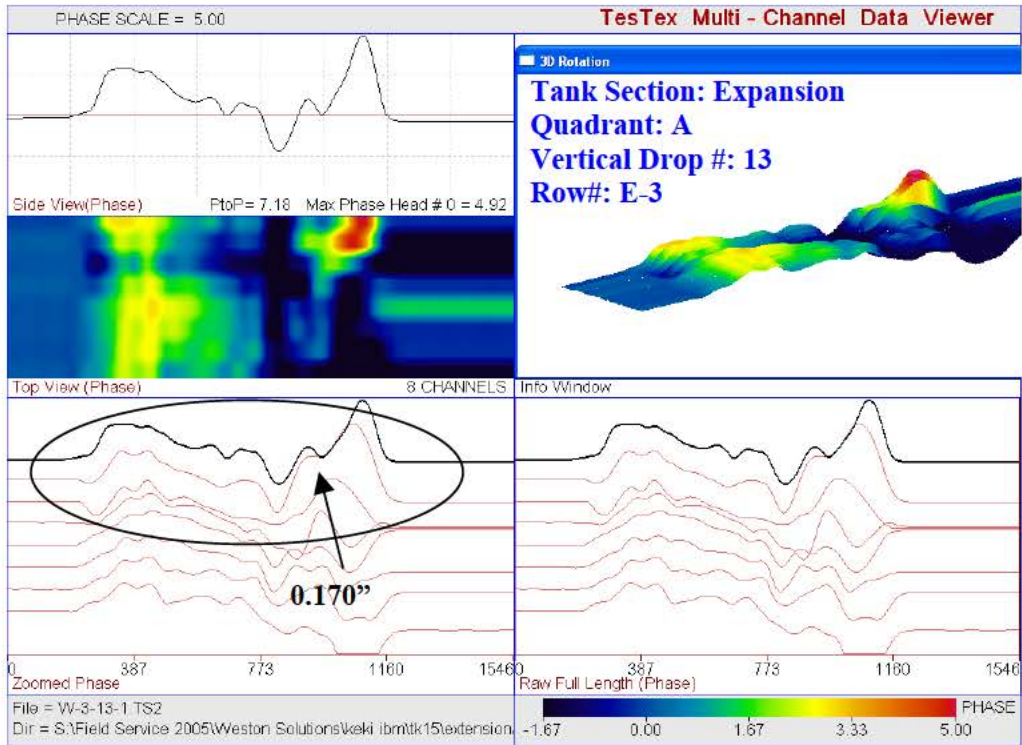 PHASE SCALE = 5.00
TesTex Multi - Channel Data Viewer
3D Rotation
Tank Section: Expansion
Quadrant: A
Vertical Drop #: 13
Row#: E-3
Side View(Phase) PtoP= 7.18 Max Phase Head # 0 = 4.92
Top View (Phase) 8 CHANNELS
Info Window
0.170”
0 387 773 1160 1546
Zoomed Phase
0 387 773 1160 1546
Raw Full Length (Phase)
File = W-3-13-1.TS2
Dir = S:\Field Service 2005\Weston Solutions\keki ibm\tk15\extension
PHASE
-1.67 0.00 1.67 3.33 5.00